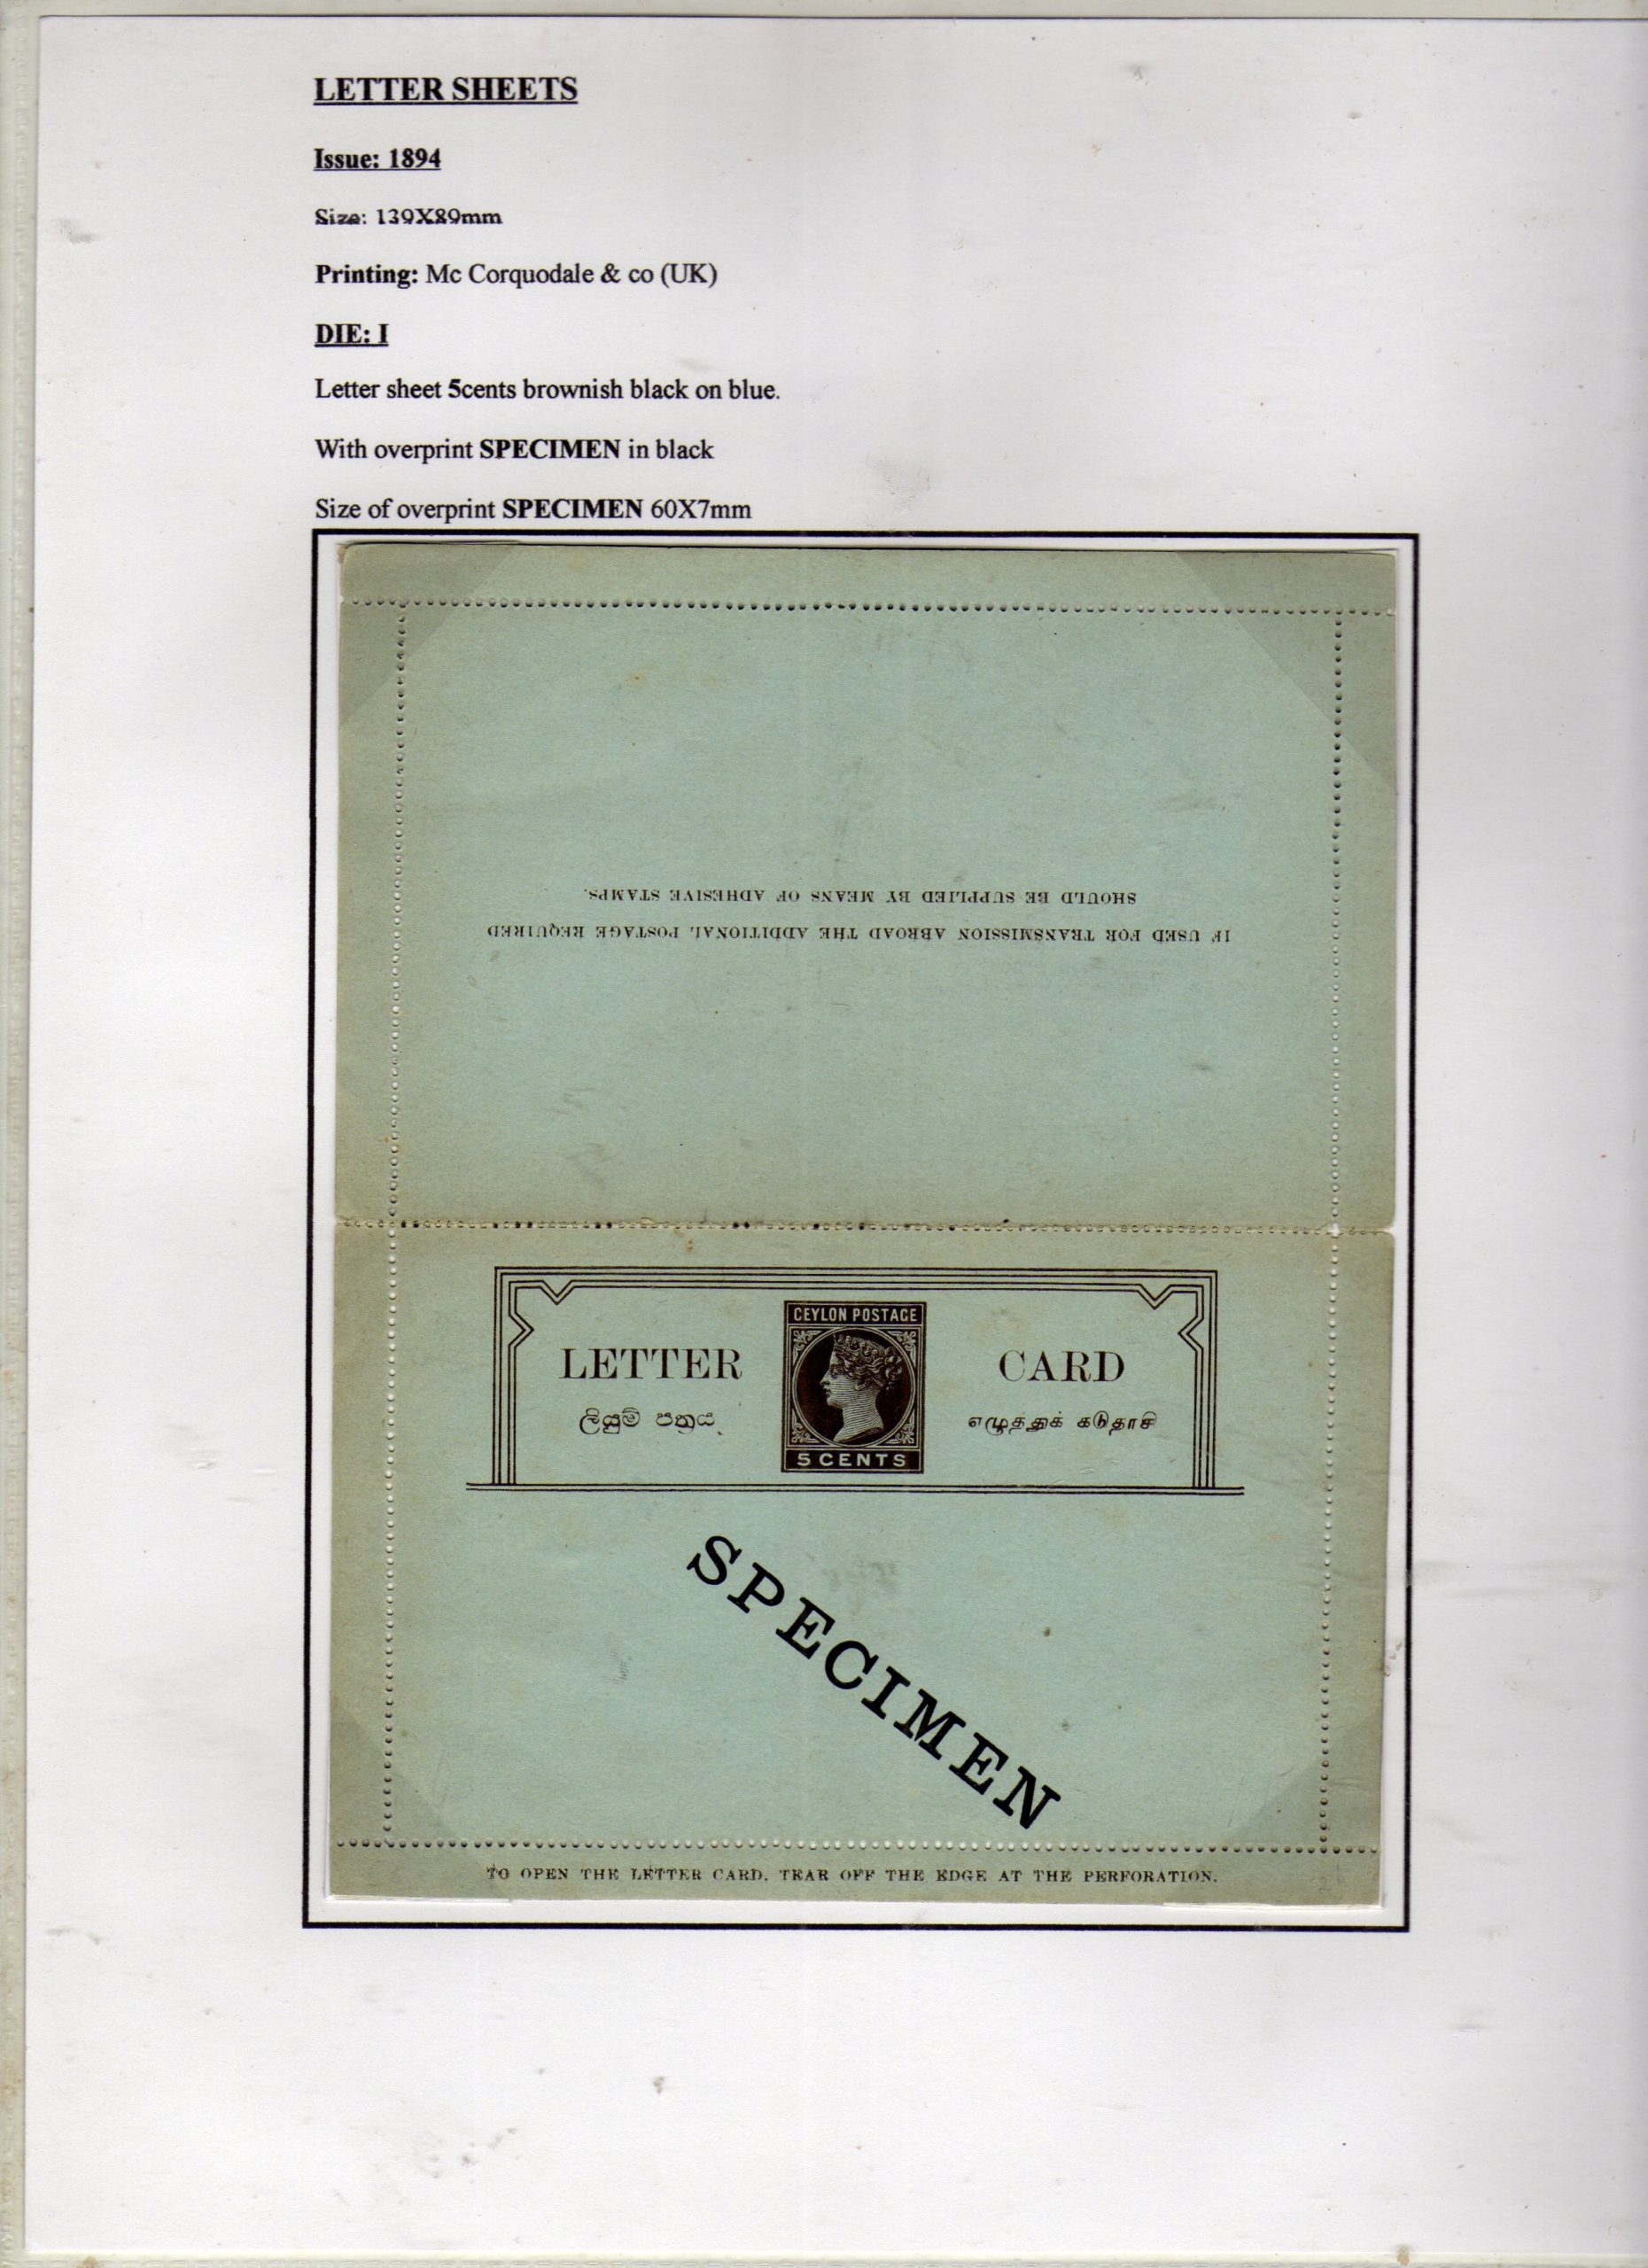 LETTER SHEETS
Issue: 1894
Size: 139X89mm
Printing: Mc Corquodale & co (UK)
DIE: I
Letter sheet 5cents brownish black on blue.
With overprint SPECIMEN in black
Size of overprint SPECIMEN 60X7mm
IF USED FOR TRANSMISSION ABROAD THE ADDITIONAL POSTAGE REQUIRED
SHOULD BE SUPPLIED BY MEANS OF ADHESIVE STAMPS.
CEYLON POSTAGE
LETTER CARD
ලියුම් පත්‍රය எழுத்துக் கடுதாசி
5 CENTS
SPECIMEN
TO OPEN THE LETTER CARD, TEAR OFF THE EDGE AT THE PERFORATION.